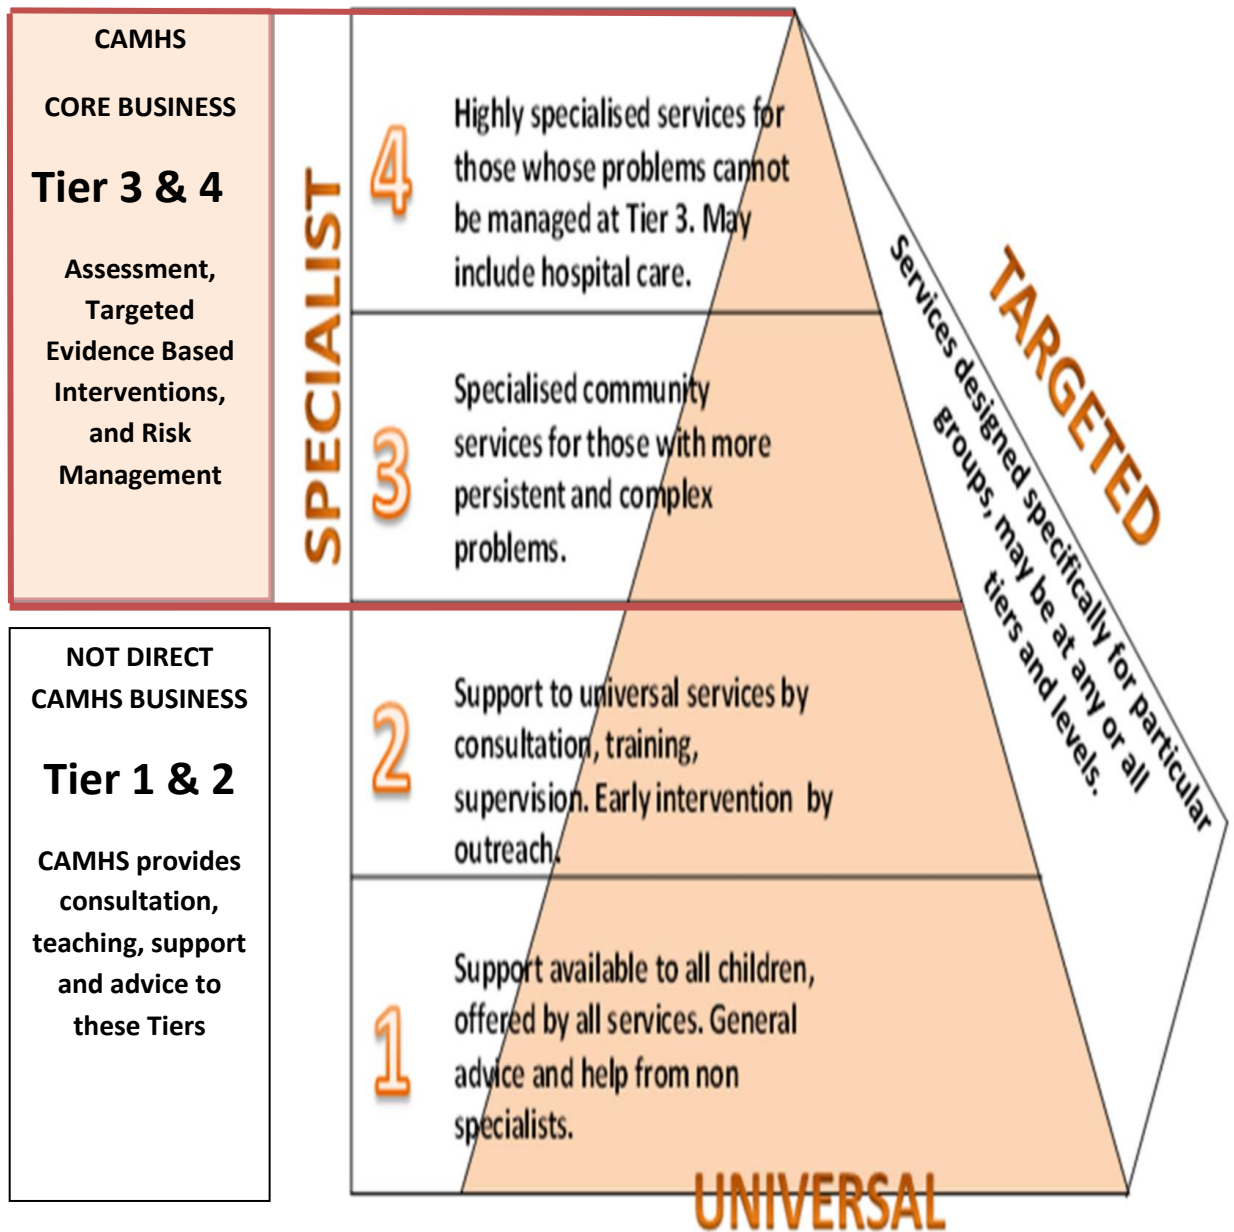 CAMHS
CORE BUSINESS
Tier 3 & 4
Assessment,
Targeted
Evidence Based
Interventions,
and Risk
Management
NOT DIRECT
CAMHS BUSINESS
Tier 1 & 2
CAMHS provides
consultation,
teaching, support
and advice to
these Tiers
SPECIALIST
4
Highly specialised services for
those whose problems cannot
be managed at Tier 3. May
include hospital care.
3
Specialised community
services for those with more
persistent and complex
problems.
2
Support to universal services by
consultation, training,
supervision. Early intervention by
outreach.
1
Support available to all children,
offered by all services. General
advice and help from non
specialists.
UNIVERSAL
TARGETED
Services designed specifically for particular
groups, may be at any or all
tiers and levels.